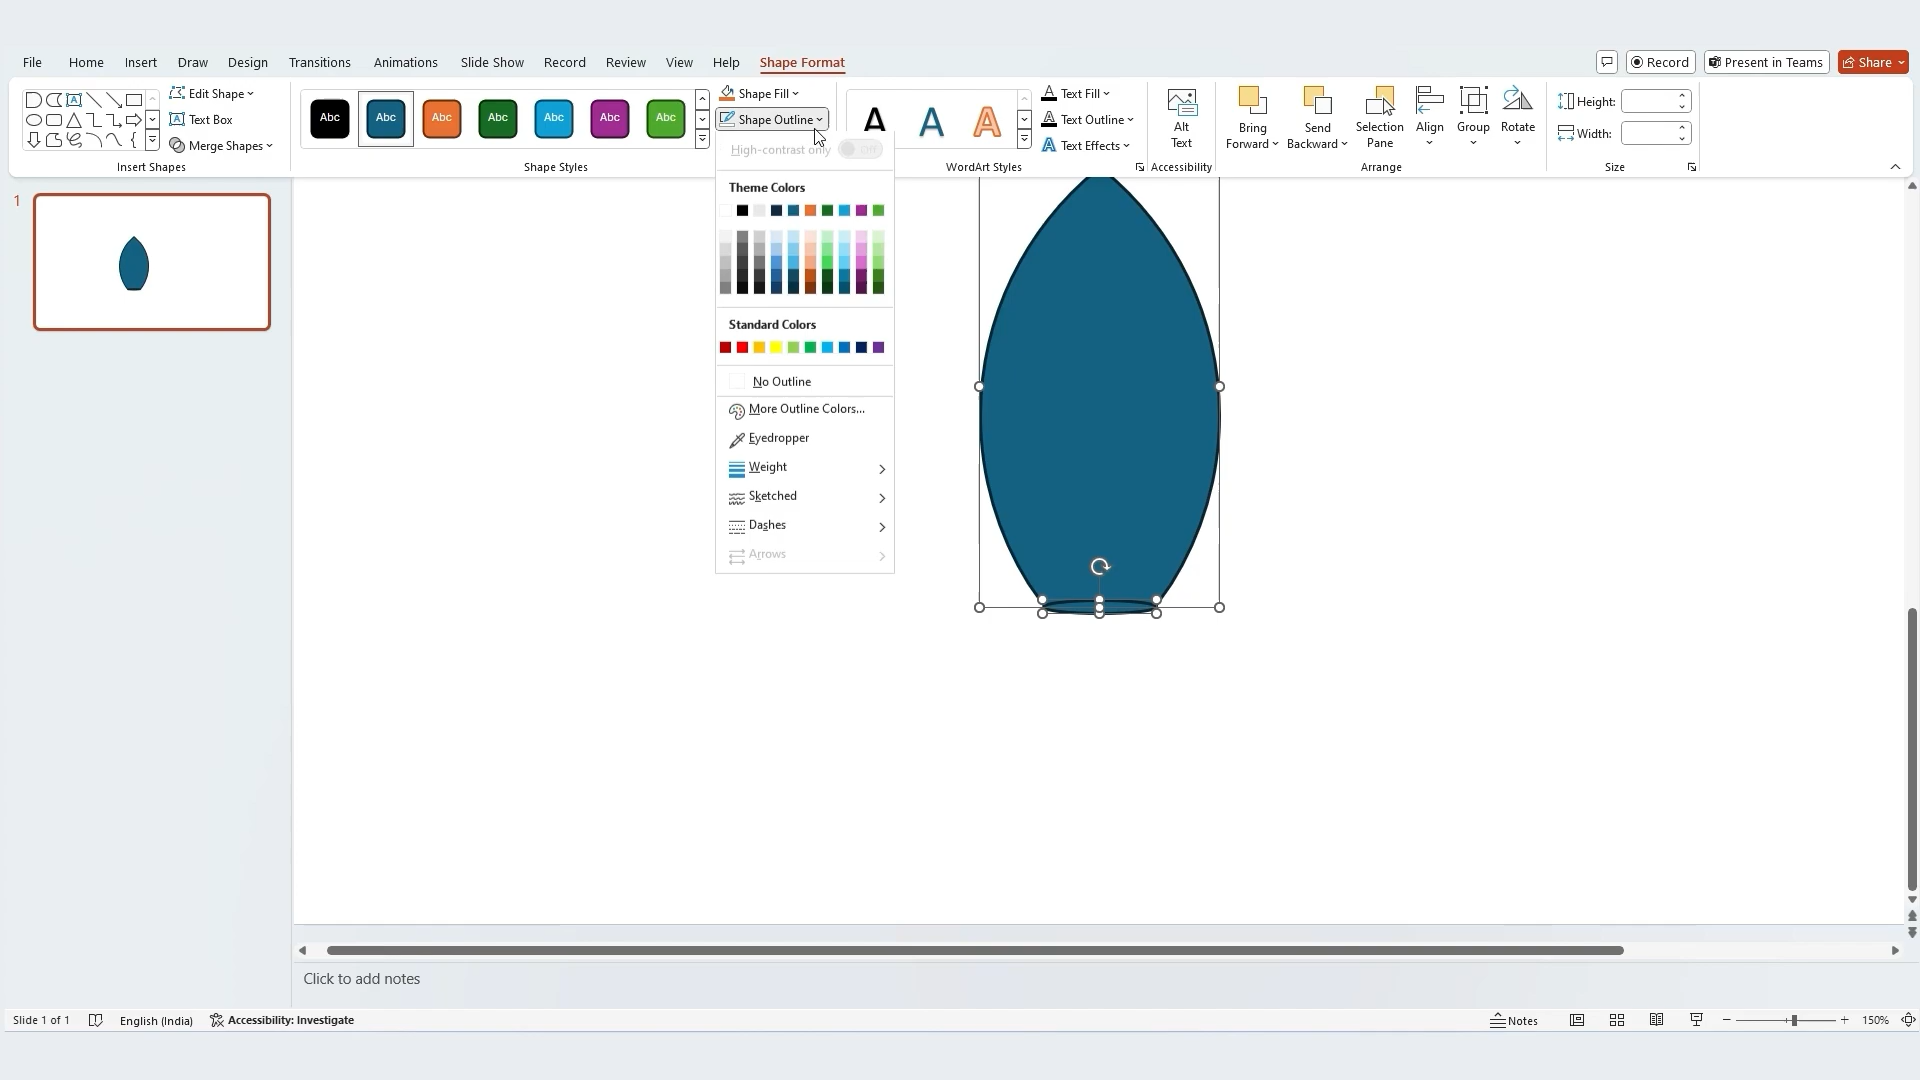 File Home Insert Draw Design Transitions Animations Slide Show Record Review View Help Shape Format
Record Present in Teams Share
Edit Shape
Text Box
Merge Shapes
Insert Shapes
Abc Abc Abc Abc Abc Abc Abc
Shape Styles
Shape Fill
Shape Outline
A A A
Text Fill
Text Outline
Text Effects
WordArt Styles
Alt
Text
Accessibility
Bring
Forward
Send
Backward
Selection
Pane
Align
Group
Rotate
Arrange
Height:
Width:
Size
High-contrast only Off
Theme Colors
Standard Colors
No Outline
More Outline Colors...
Eyedropper
Weight
Sketched
Dashes
Arrows
1
Click to add notes
Slide 1 of 1 English (India) Accessibility: Investigate
Notes 150%